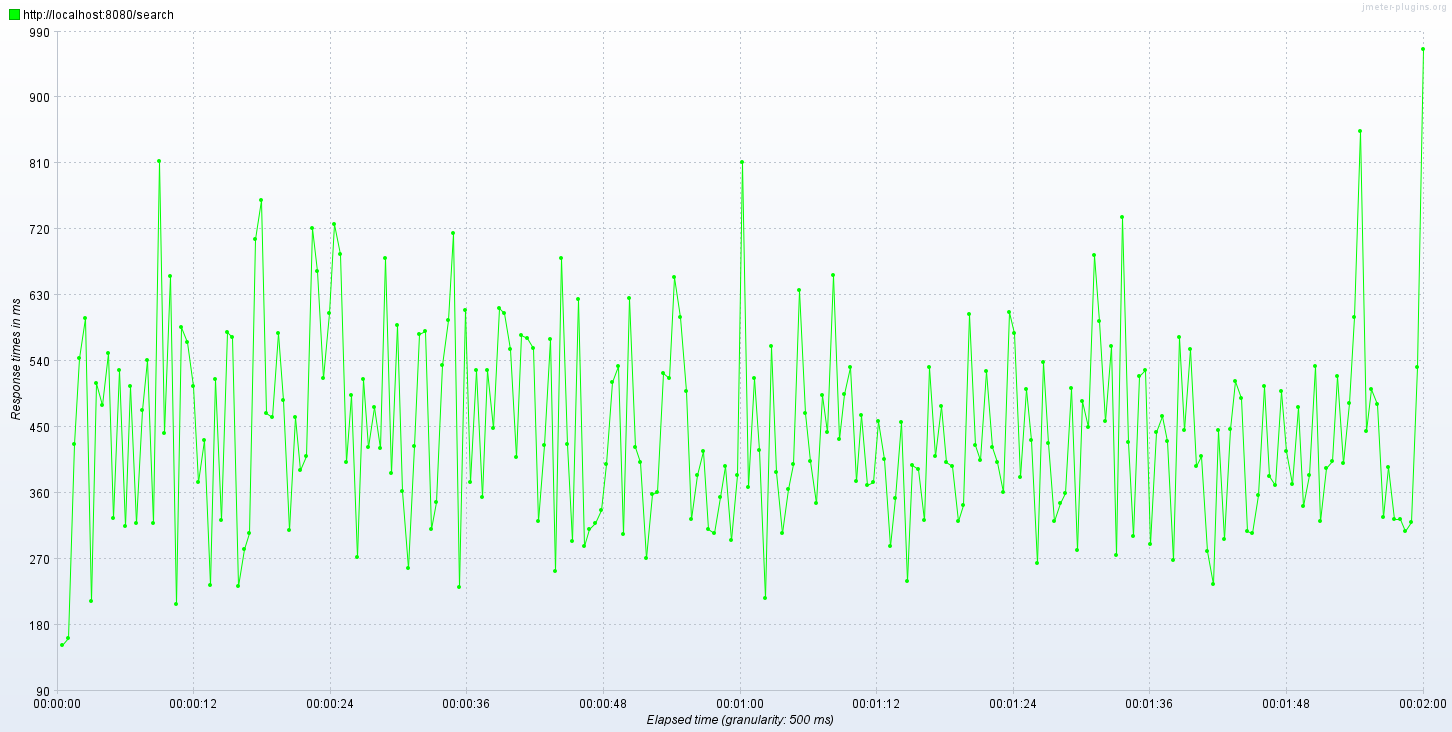 http://localhost:8080/search
jmeter-plugins.org
990
900
810
720
630
540
450
360
270
180
90
Response times in ms
00:00:00 00:00:12 00:00:24 00:00:36 00:00:48 00:01:00 00:01:12 00:01:24 00:01:36 00:01:48 00:02:00
Elapsed time (granularity: 500 ms)